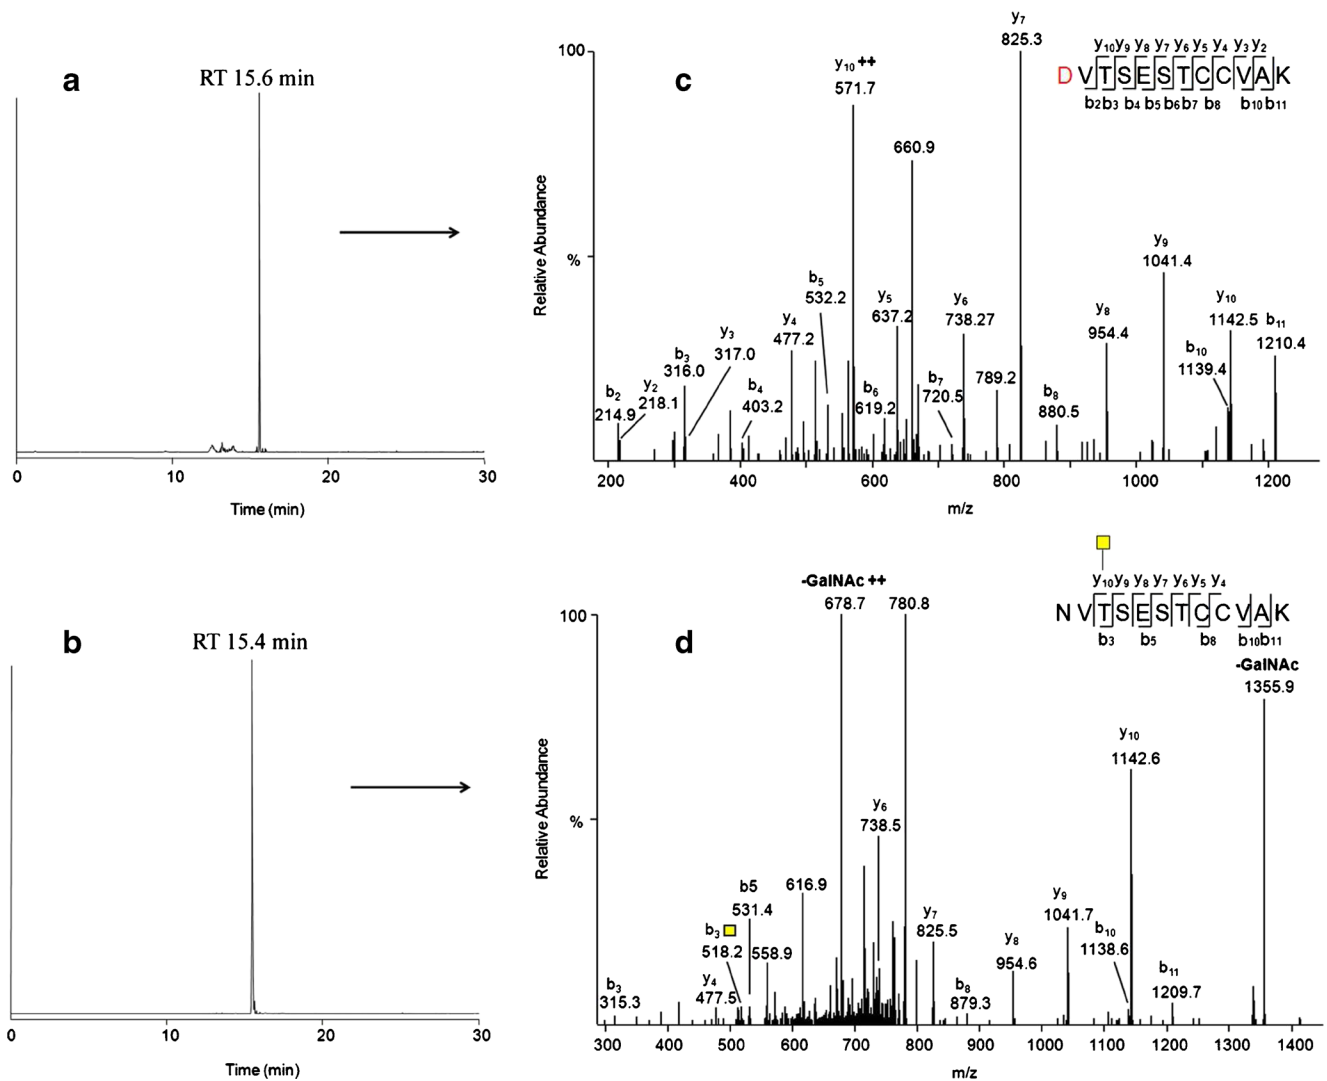 a
RT 15.6 min
0 10 20 30
Time (min)
c
Relative Abundance
100
%
y7
825.3
y10 ++
571.7
660.9
y9
1041.4
b5
532.2
y5
637.2
y6
738.27
y8
954.4
y10
1142.5
b11
1210.4
y4
477.2
y3
317.0
b3
316.0
b10
1139.4
b2
214.9
y2
218.1
b4
403.2
b6
619.2
b7
720.5
789.2
b8
880.5
200 400 600 800 1000 1200
m/z
y10 y9 y8 y7 y6 y5 y4 y3 y2
D V T S E S T C C V A K
b2 b3 b4 b5 b6 b7 b8 b10 b11
b
RT 15.4 min
0 10 20 30
Time (min)
d
Relative Abundance
100
%
-GalNAc ++
678.7
780.8
y10 y9 y8 y7 y6 y5 y4
N V T S E S T C C V A K
b3 b5 b8 b10 b11
-GalNAc
1355.9
y10
1142.6
y6
738.5
b5
531.4
616.9
b3
518.2
558.9
y7
825.5
y9
1041.7
y8
954.6
b10
1138.6
b3
315.3
y4
477.5
b8
879.3
b11
1209.7
300 400 500 600 700 800 900 1000 1100 1200 1300 1400
m/z